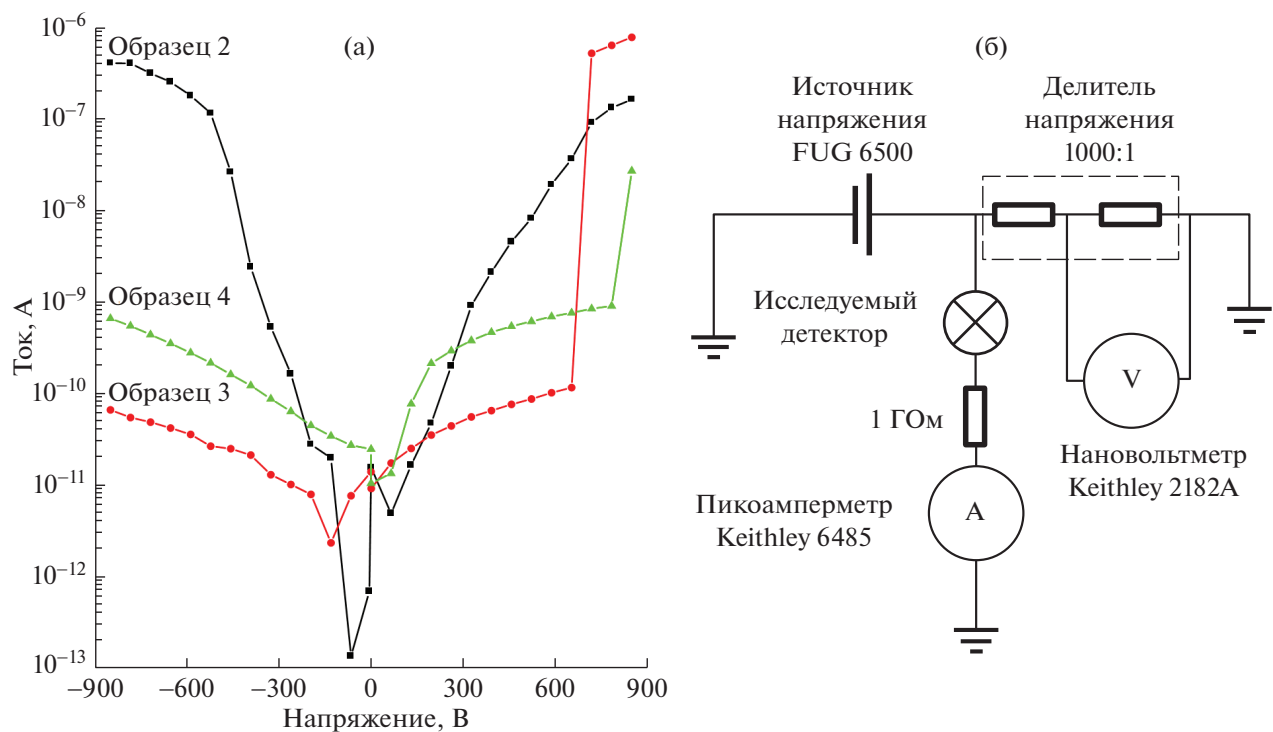 (а)
Ток, А
10⁻⁶
10⁻⁷
10⁻⁸
10⁻⁹
10⁻¹⁰
10⁻¹¹
10⁻¹²
10⁻¹³
Образец 2
Образец 4
Образец 3
−900
−600
−300
0
300
600
900
Напряжение, В
(б)
Источник
напряжения
FUG 6500
Делитель
напряжения
1000:1
Исследуемый
детектор
V
1 ГОм
Нановольтметр
Keithley 2182A
Пикоамперметр
Keithley 6485
A